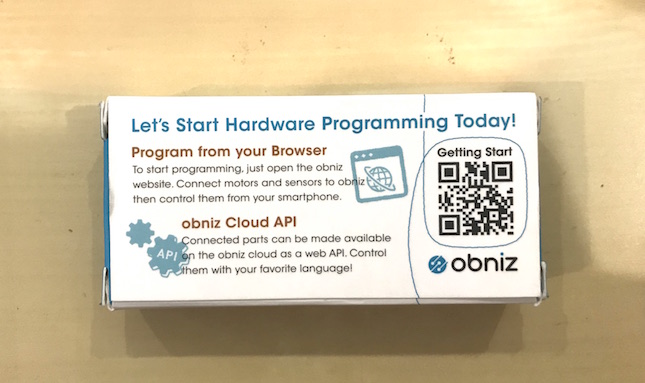 Let's Start Hardware Programming Today!
Program from your Browser
To start programming, just open the obniz
website. Connect motors and sensors to obniz
then control them from your smartphone.
Getting Start
obniz Cloud API
API
Connected parts can be made available
on the obniz cloud as a web API. Control
them with your favorite language!
obniz